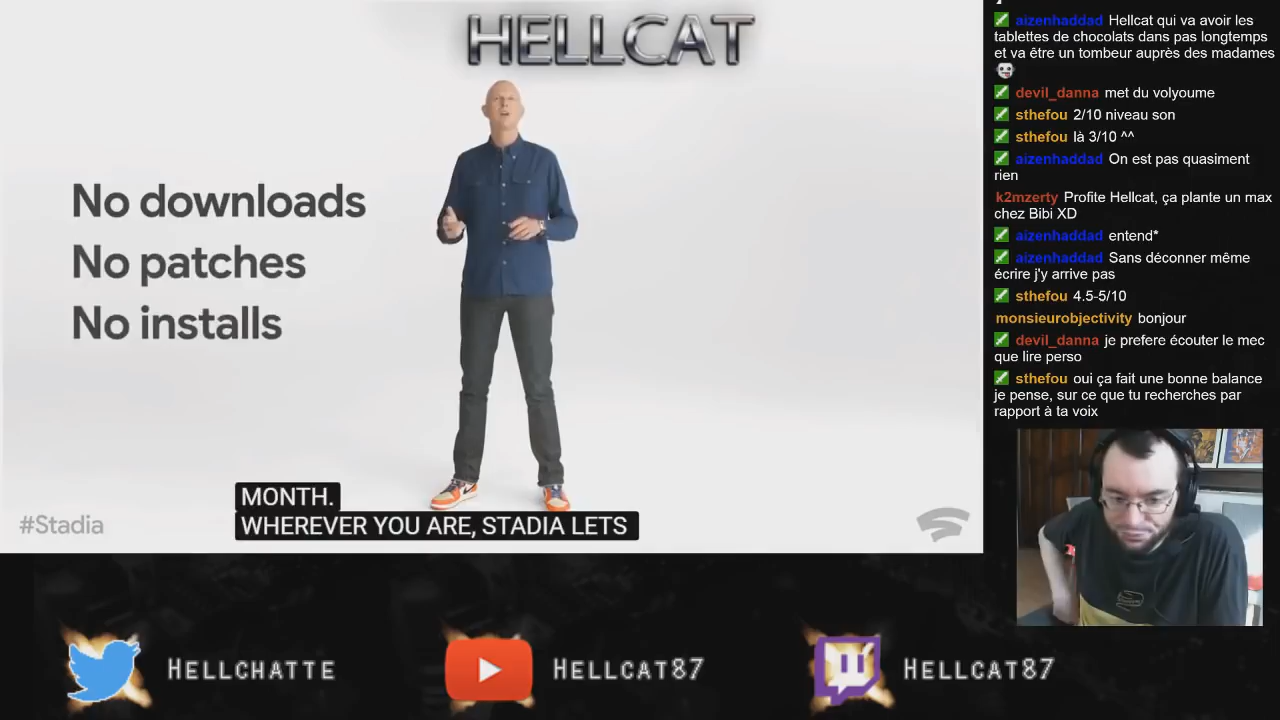 HELLCAT
No downloads
No patches
No installs
MONTH.
WHEREVER YOU ARE, STADIA LETS
#Stadia
aizenhaddad Hellcat qui va avoir les
tablettes de chocolats dans pas longtemps
et va être un tombeur auprès des madames
devil_danna met du volyoume
sthefou 2/10 niveau son
sthefou là 3/10 ^^
aizenhaddad On est pas quasiment
rien
k2mzerty Profite Hellcat, ça plante un max
chez Bibi XD
aizenhaddad entend*
aizenhaddad Sans déconner même
écrire j'y arrive pas
sthefou 4.5-5/10
monsieurobjectivity bonjour
devil_danna je prefere écouter le mec
que lire perso
sthefou oui ça fait une bonne balance
je pense, sur ce que tu recherches par
rapport à ta voix
HELLCHATTE
HELLCAT87
HELLCAT87